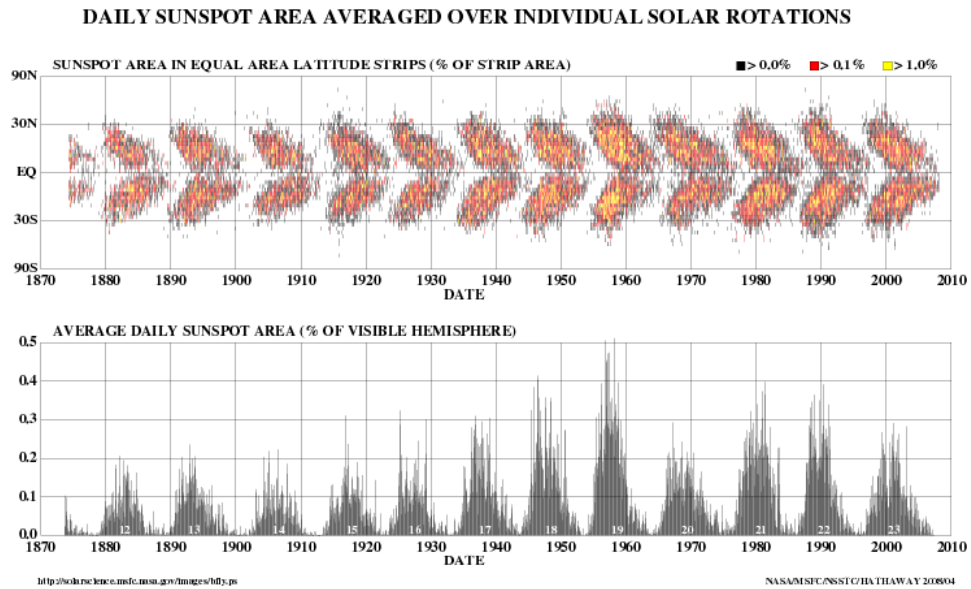 DAILY SUNSPOT AREA AVERAGED OVER INDIVIDUAL SOLAR ROTATIONS
SUNSPOT AREA IN EQUAL AREA LATITUDE STRIPS (% OF STRIP AREA)
> 0.0% > 0.1% > 1.0%
90N
30N
EQ
30S
90S
1870 1880 1890 1900 1910 1920 1930 1940 1950 1960 1970 1980 1990 2000 2010
DATE
AVERAGE DAILY SUNSPOT AREA (% OF VISIBLE HEMISPHERE)
0.5
0.4
0.3
0.2
0.1
0.0
12 13 14 15 16 17 18 19 20 21 22 23
1870 1880 1890 1900 1910 1920 1930 1940 1950 1960 1970 1980 1990 2000 2010
DATE
http://solarscience.msfc.nasa.gov/images/bfly.ps
NASA/MSFC/NSSTC/HATHAWAY 2008/04